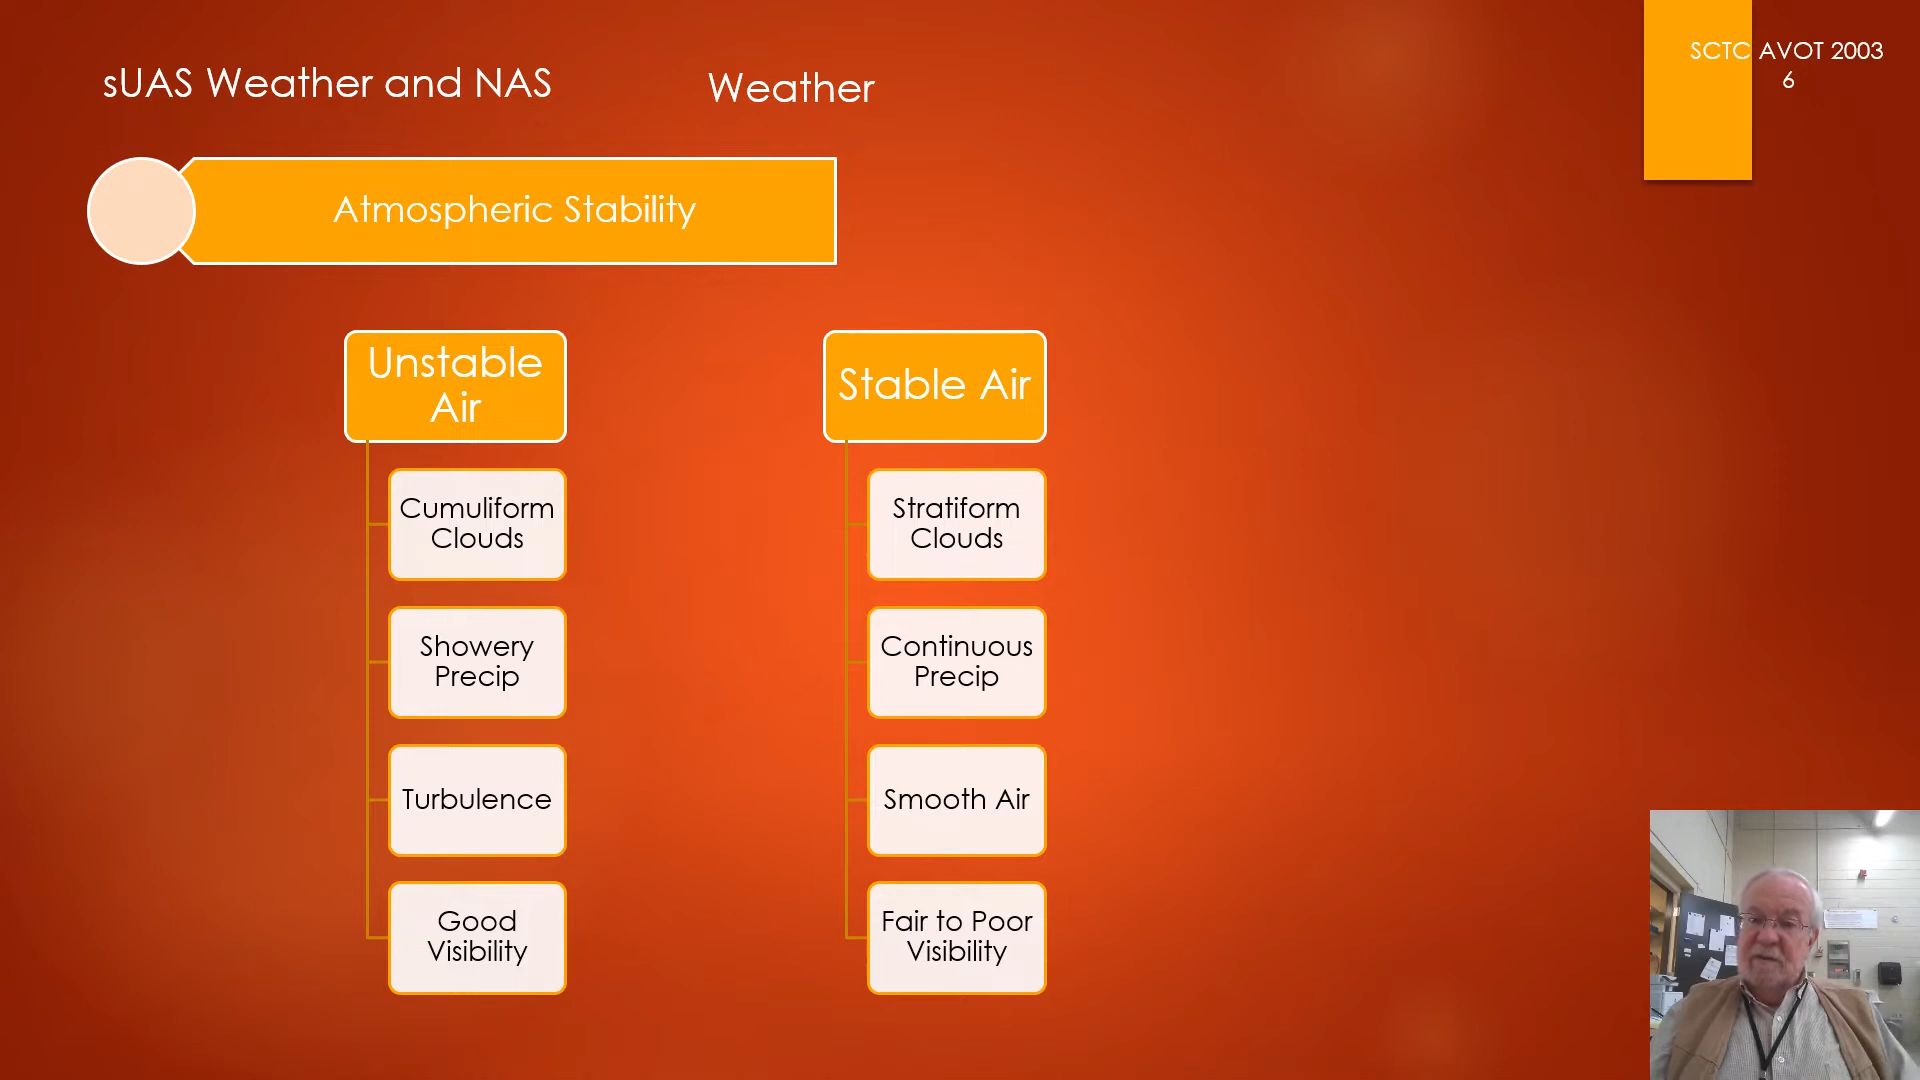 sUAS Weather and NAS
Weather
SCTC AVOT 2003
6
Atmospheric Stability
Unstable
Air
Cumuliform
Clouds
Showery
Precip
Turbulence
Good
Visibility
Stable Air
Stratiform
Clouds
Continuous
Precip
Smooth Air
Fair to Poor
Visibility